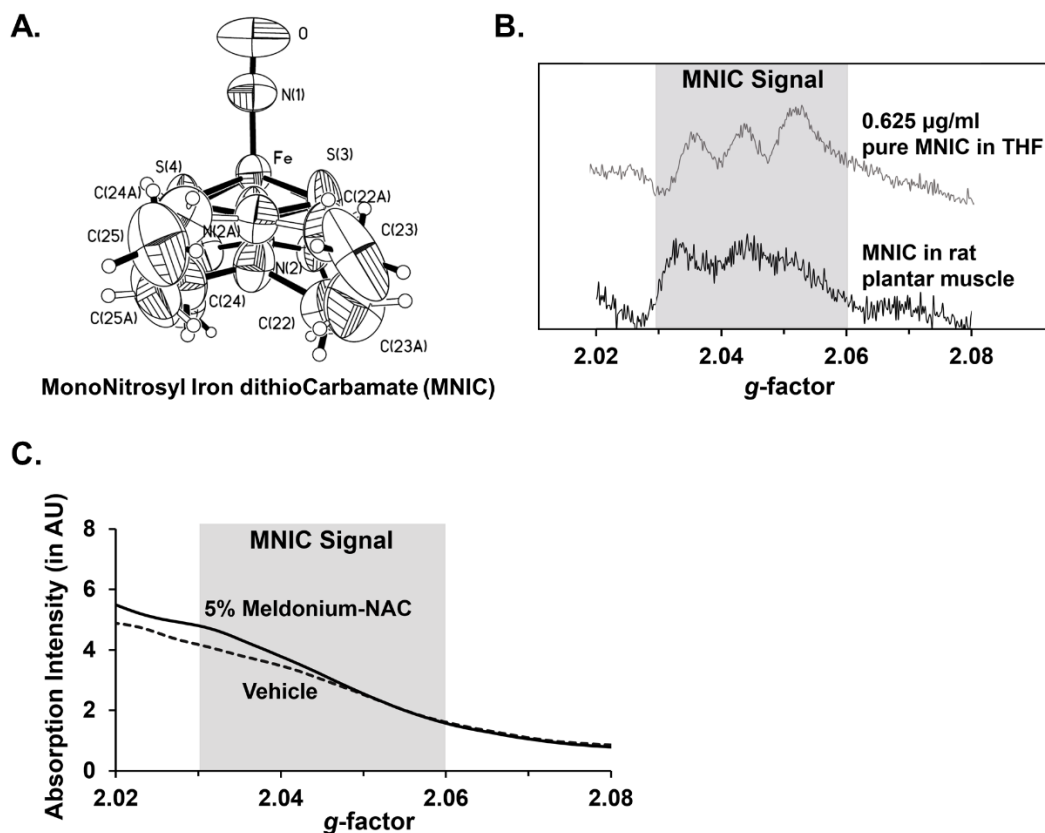 A.
O
N(1)
Fe
S(4)
S(3)
C(24A)
C(22A)
C(25)
N(2A)
C(23)
N(2)
C(24)
C(22)
C(25A)
C(23A)
MonoNitrosyl Iron dithioCarbamate (MNIC)
B.
MNIC Signal
0.625 µg/ml
pure MNIC in THF
MNIC in rat
plantar muscle
2.02 2.04 2.06 2.08
g-factor
C.
Absorption Intensity (in AU)
8
6
4
2
0
MNIC Signal
5% Meldonium-NAC
Vehicle
2.02 2.04 2.06 2.08
g-factor